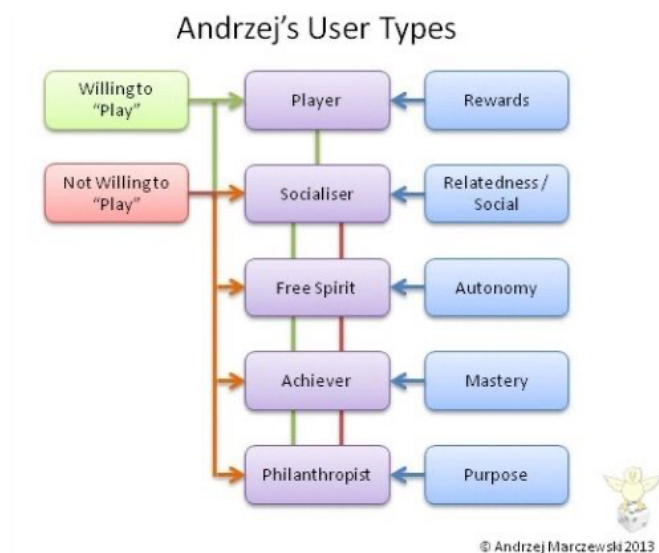 Andrzej's User Types
Willing to
"Play"
Player
Rewards
Not Willing to
"Play"
Socialiser
Relatedness /
Social
Free Spirit
Autonomy
Achiever
Mastery
Philanthropist
Purpose
© Andrzej Marczewski 2013